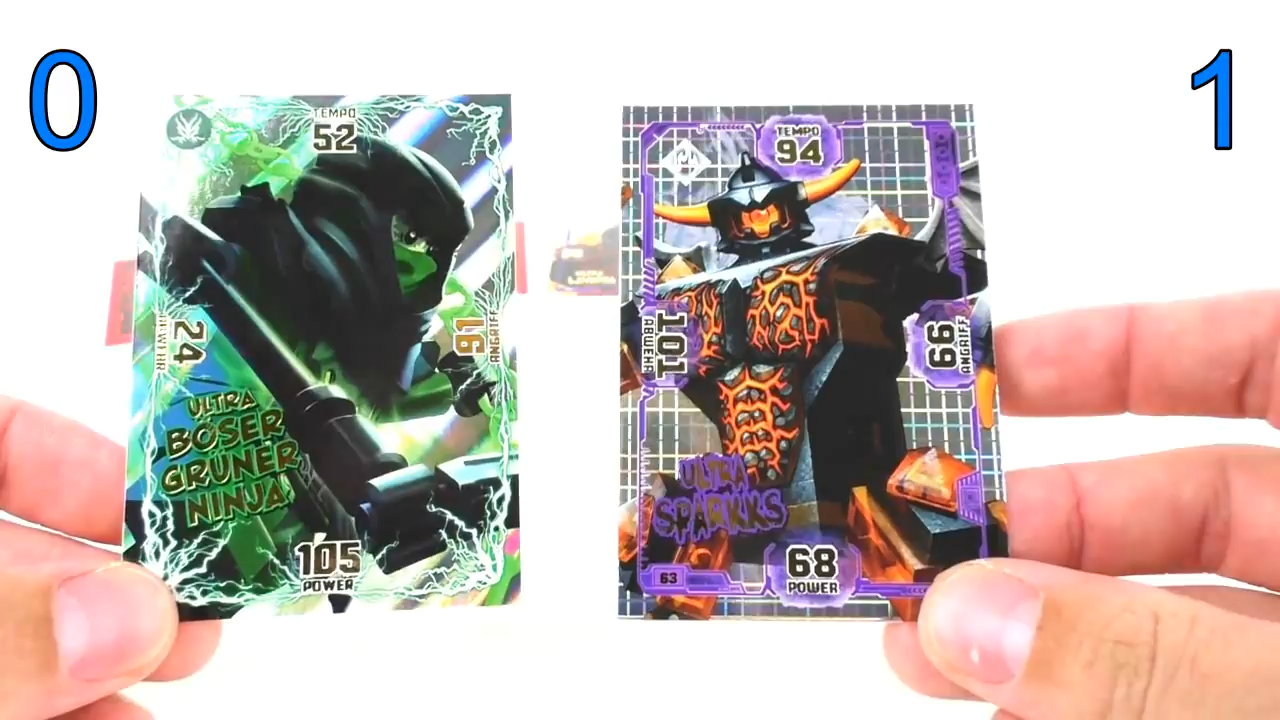 0
1
TEMPO
52
24
ABWEHR
91
ANGRIFF
ULTRA
BÖSER
GRÜNER
NINJA
105
POWER
TEMPO
94
101
ABWEHR
99
ANGRIFF
ULTRA
SPARKKS
63
68
POWER